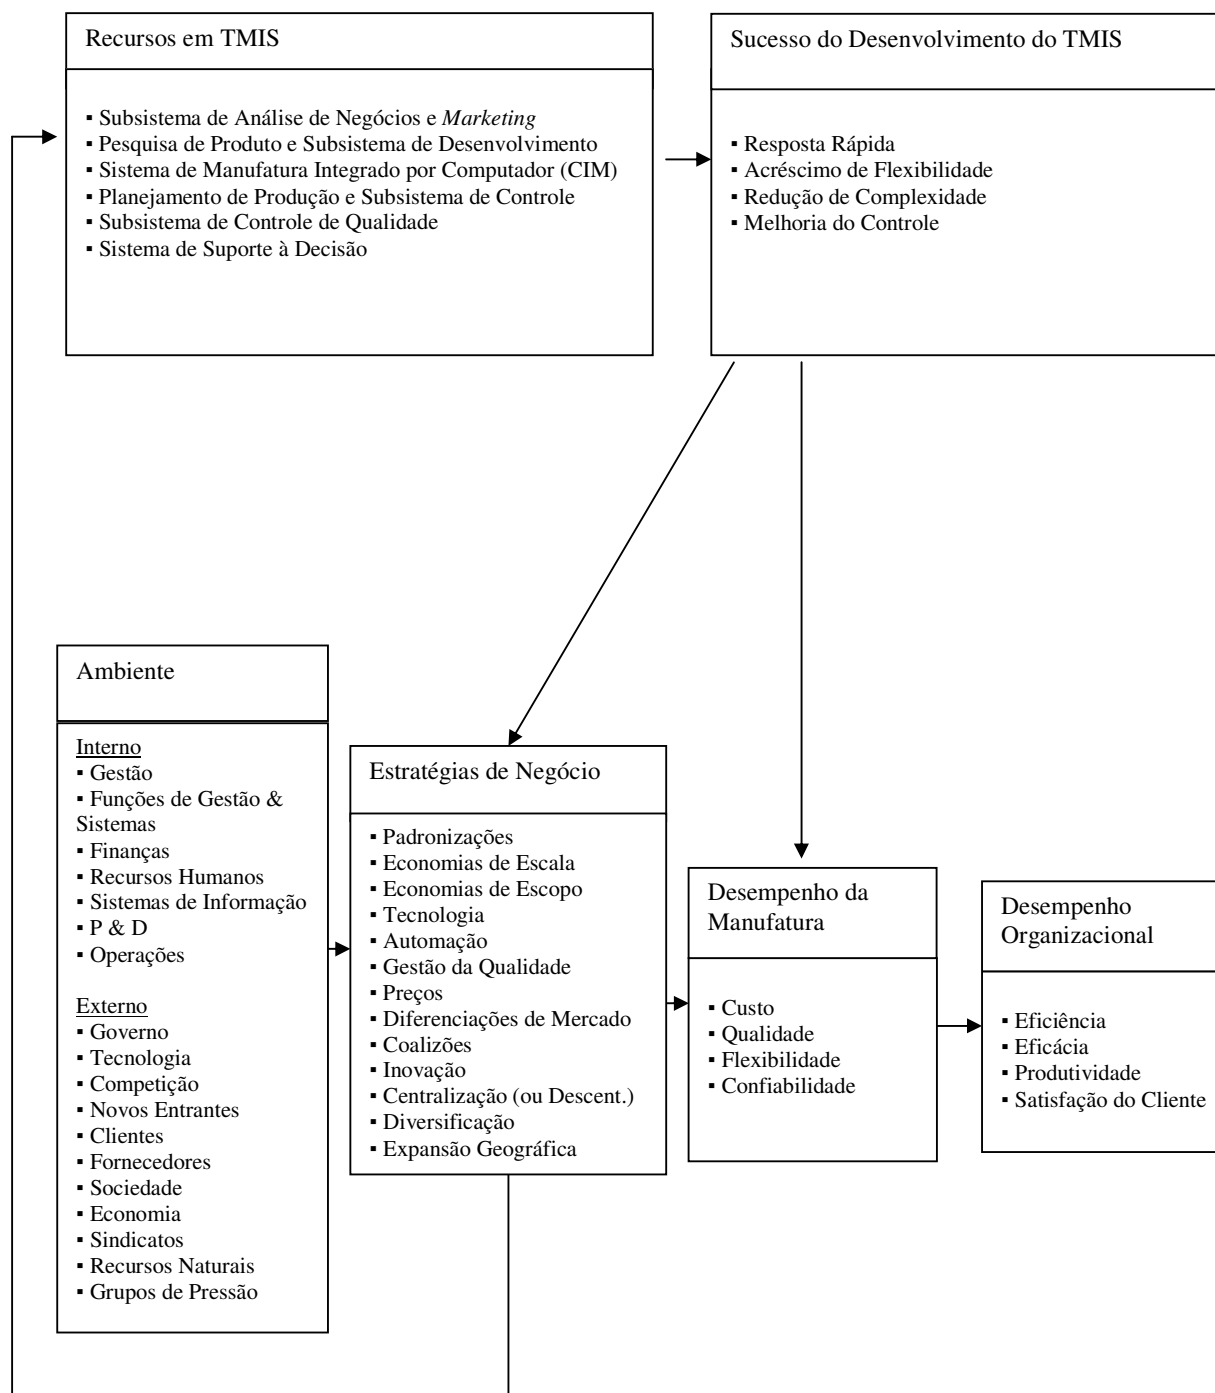 Recursos em TMIS
▪ Subsistema de Análise de Negócios e Marketing
▪ Pesquisa de Produto e Subsistema de Desenvolvimento
▪ Sistema de Manufatura Integrado por Computador (CIM)
▪ Planejamento de Produção e Subsistema de Controle
▪ Subsistema de Controle de Qualidade
▪ Sistema de Suporte à Decisão
Sucesso do Desenvolvimento do TMIS
▪ Resposta Rápida
▪ Acréscimo de Flexibilidade
▪ Redução de Complexidade
▪ Melhoria do Controle
Ambiente
Interno
▪ Gestão
▪ Funções de Gestão &
Sistemas
▪ Finanças
▪ Recursos Humanos
▪ Sistemas de Informação
▪ P & D
▪ Operações
Externo
▪ Governo
▪ Tecnologia
▪ Competição
▪ Novos Entrantes
▪ Clientes
▪ Fornecedores
▪ Sociedade
▪ Economia
▪ Sindicatos
▪ Recursos Naturais
▪ Grupos de Pressão
Estratégias de Negócio
▪ Padronizações
▪ Economias de Escala
▪ Economias de Escopo
▪ Tecnologia
▪ Automação
▪ Gestão da Qualidade
▪ Preços
▪ Diferenciações de Mercado
▪ Coalizões
▪ Inovação
▪ Centralização (ou Descent.)
▪ Diversificação
▪ Expansão Geográfica
Desempenho da
Manufatura
▪ Custo
▪ Qualidade
▪ Flexibilidade
▪ Confiabilidade
Desempenho
Organizacional
▪ Eficiência
▪ Eficácia
▪ Produtividade
▪ Satisfação do Cliente